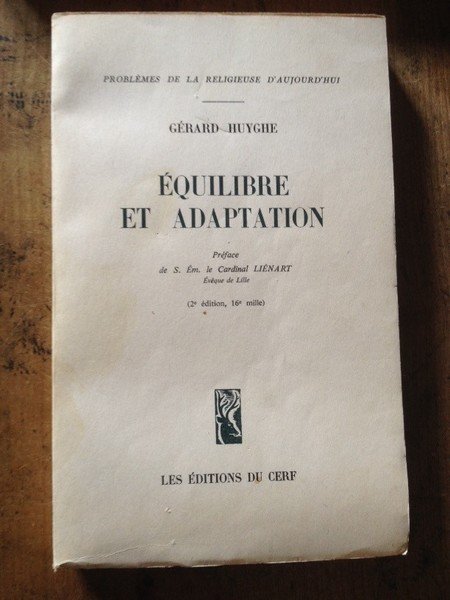 PROBLÈMES DE LA RELIGIEUSE D'AUJOURD'HUI
GÉRARD HUYGHE
ÉQUILIBRE
ET ADAPTATION
Préface
de S. Ém. le Cardinal LIÉNART
Évêque de Lille
(2e édition, 16e mille)
LES ÉDITIONS DU CERF